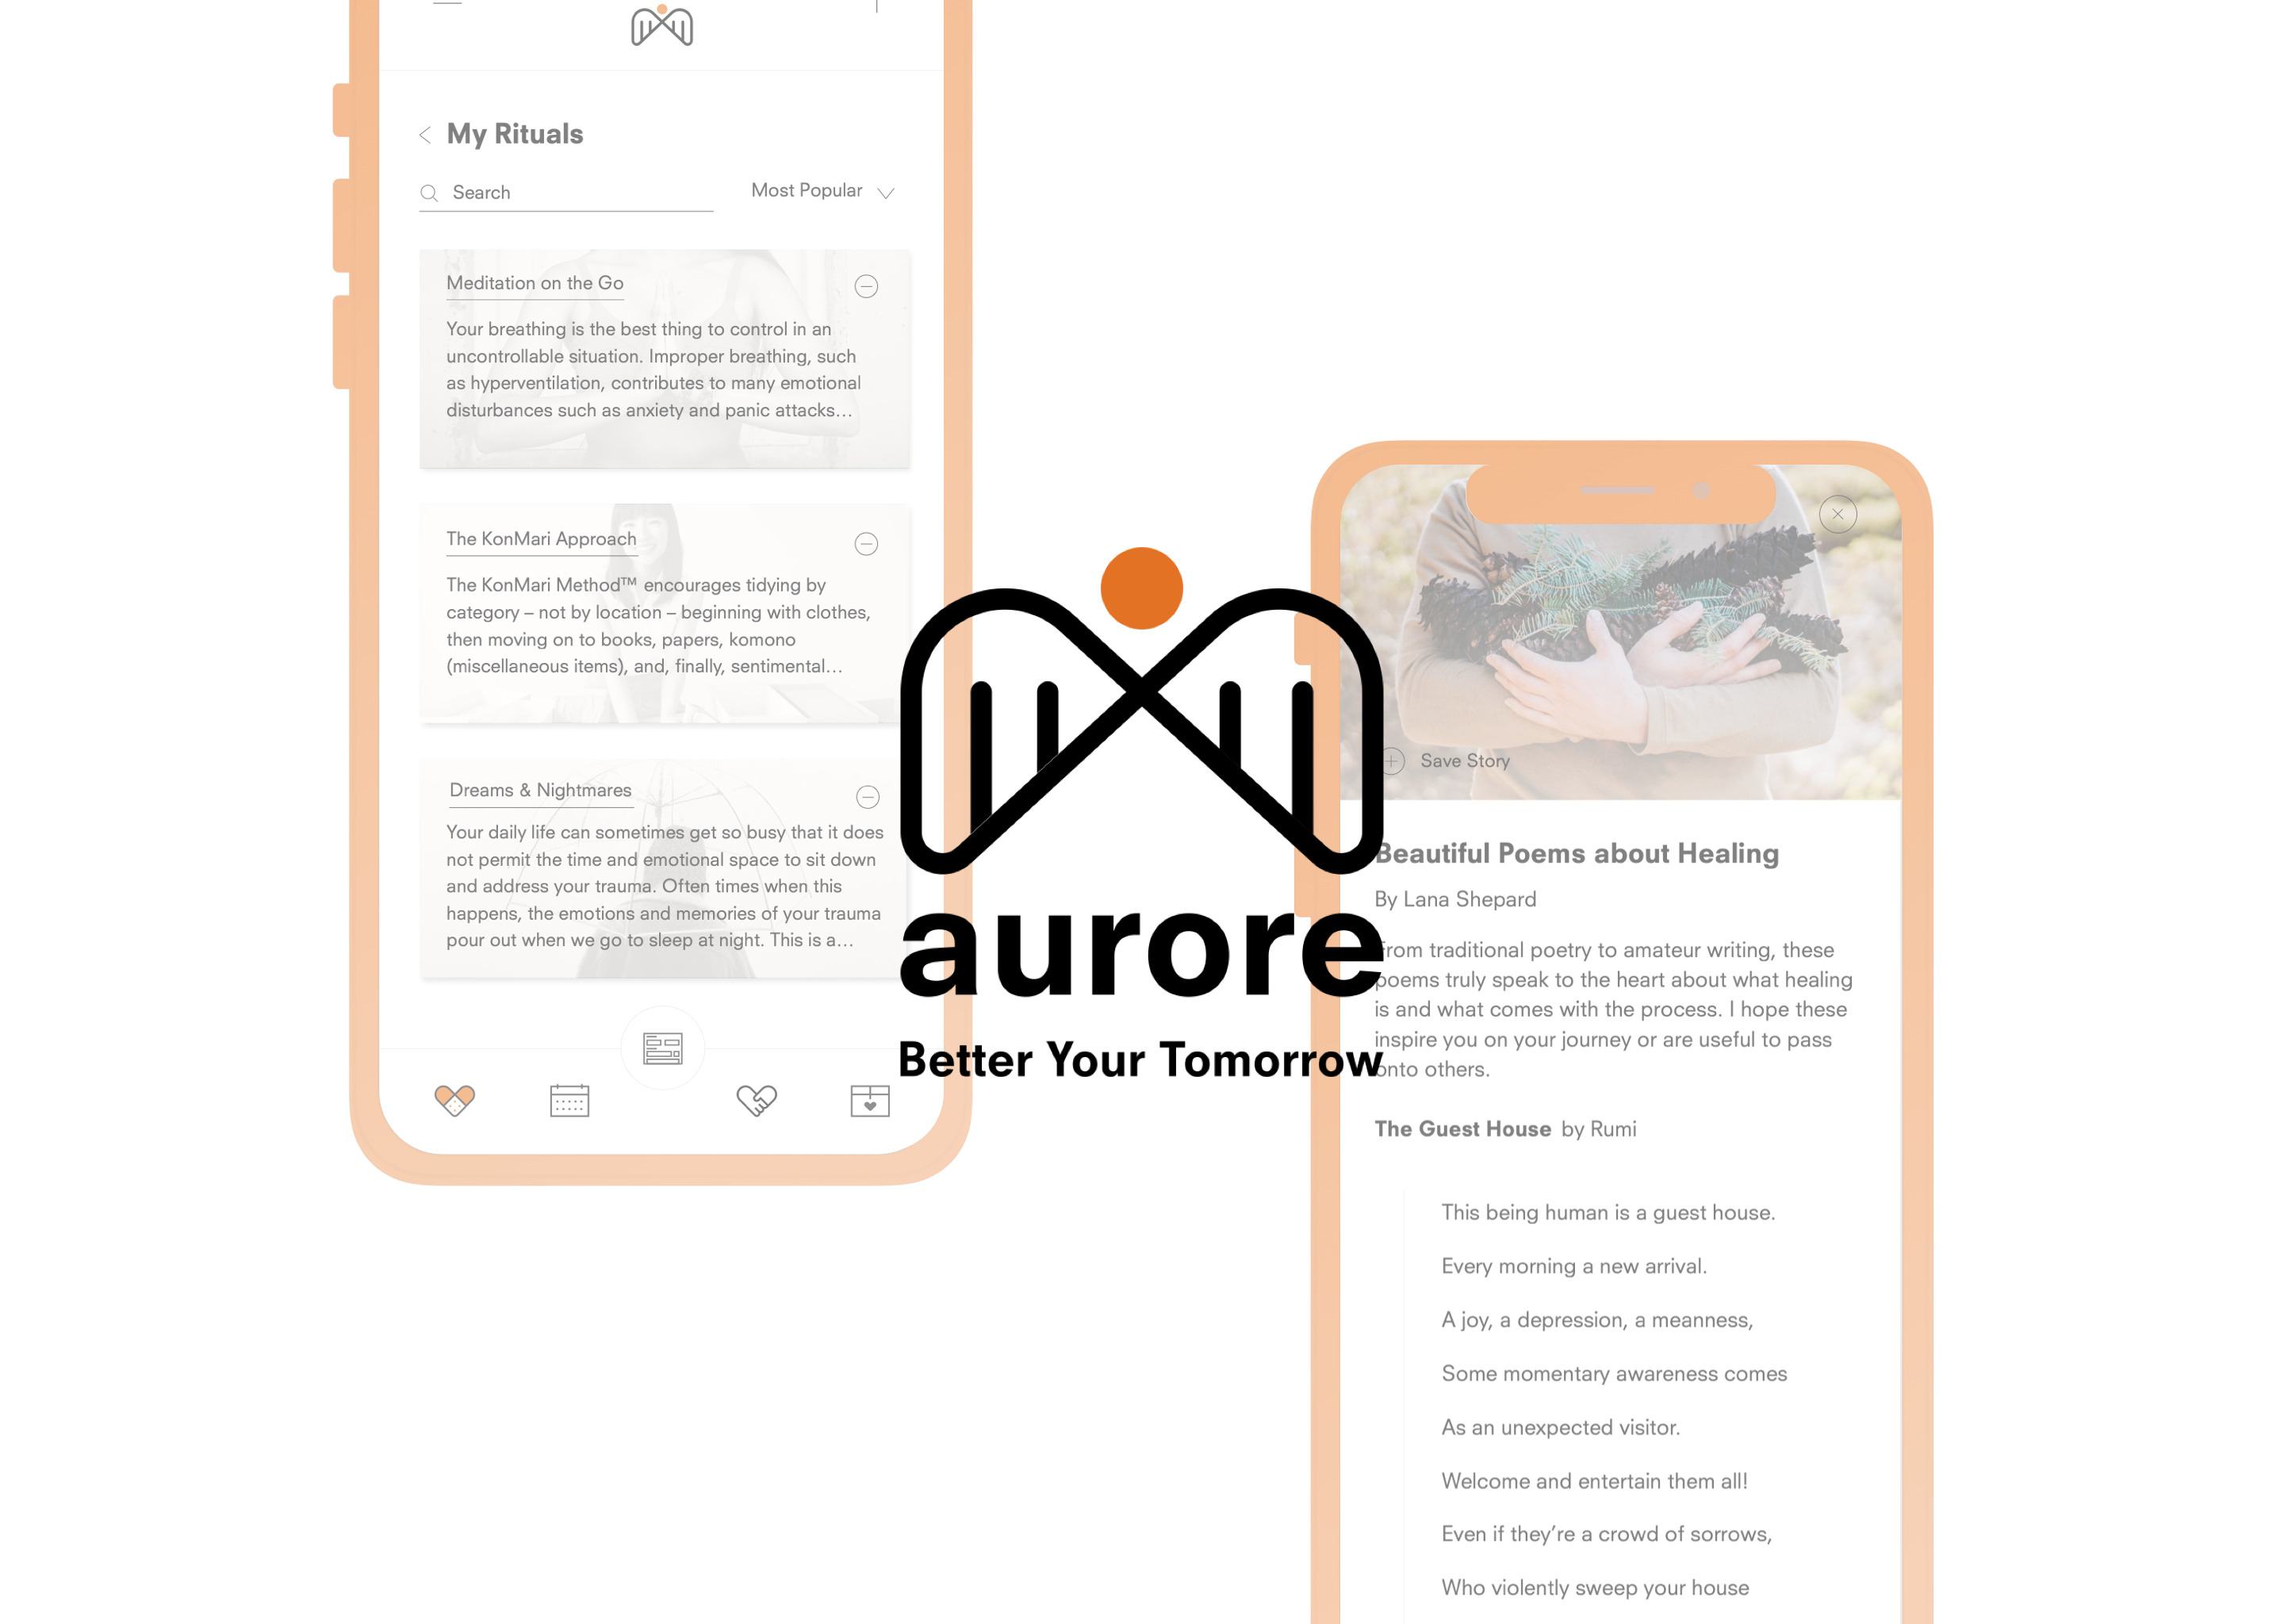 My Rituals
Search
Most Popular
Meditation on the Go
Your breathing is the best thing to control in an
uncontrollable situation. Improper breathing, such
as hyperventilation, contributes to many emotional
disturbances such as anxiety and panic attacks...
The KonMari Approach
The KonMari Method™ encourages tidying by
category – not by location – beginning with clothes,
then moving on to books, papers, komono
(miscellaneous items), and, finally, sentimental...
Dreams & Nightmares
Your daily life can sometimes get so busy that it does
not permit the time and emotional space to sit down
and address your trauma. Often times when this
happens, the emotions and memories of your trauma
pour out when we go to sleep at night. This is a...
aurore
Better Your Tomorrow
Save Story
Beautiful Poems about Healing
By Lana Shepard
From traditional poetry to amateur writing, these
poems truly speak to the heart about what healing
is and what comes with the process. I hope these
inspire you on your journey or are useful to pass
onto others.
The Guest House by Rumi
This being human is a guest house.
Every morning a new arrival.
A joy, a depression, a meanness,
Some momentary awareness comes
As an unexpected visitor.
Welcome and entertain them all!
Even if they’re a crowd of sorrows,
Who violently sweep your house